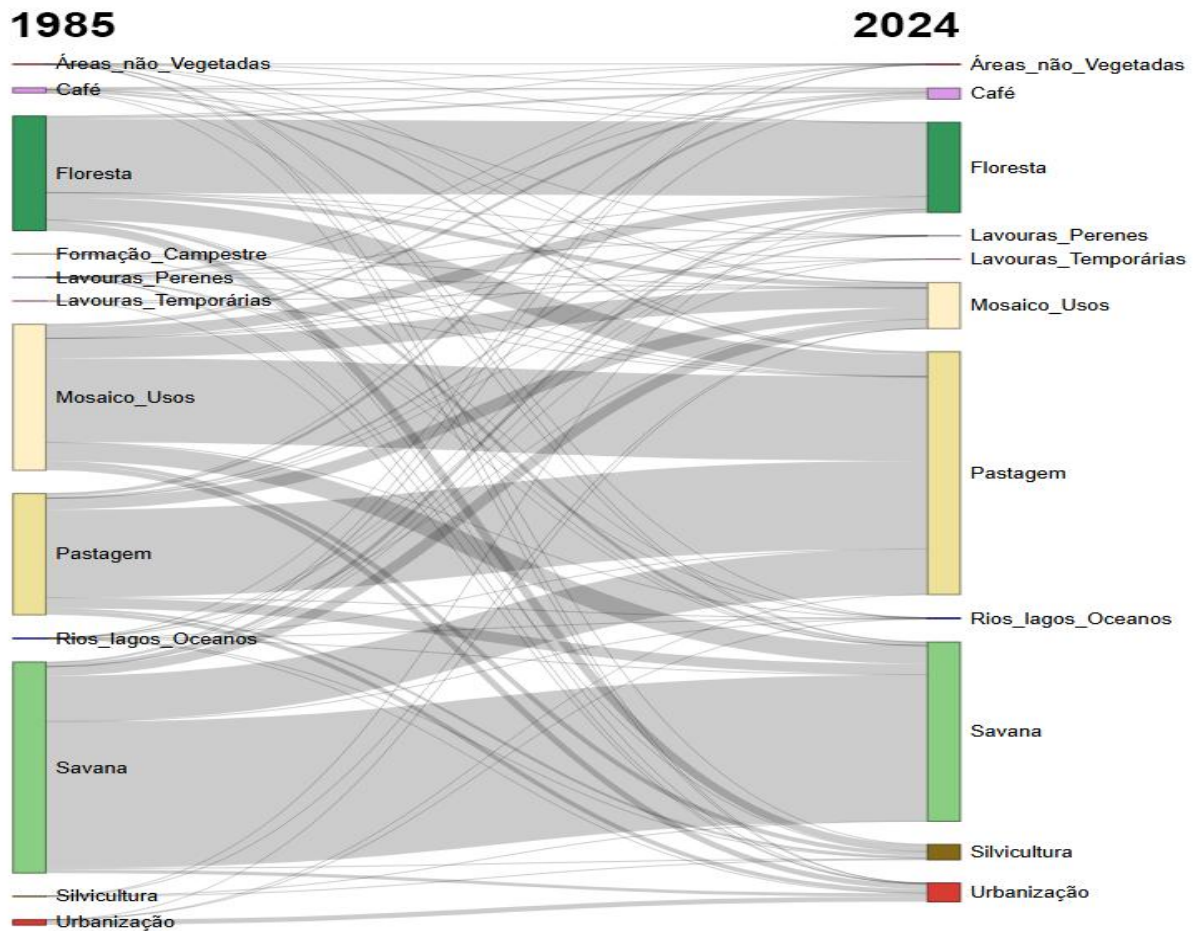 1985
2024
Áreas_não_Vegetadas
Café
Floresta
Formação_Campestre
Lavouras_Perenes
Lavouras_Temporárias
Mosaico_Usos
Pastagem
Rios_lagos_Oceanos
Savana
Silvicultura
Urbanização
Áreas_não_Vegetadas
Café
Floresta
Lavouras_Perenes
Lavouras_Temporárias
Mosaico_Usos
Pastagem
Rios_lagos_Oceanos
Savana
Silvicultura
Urbanização